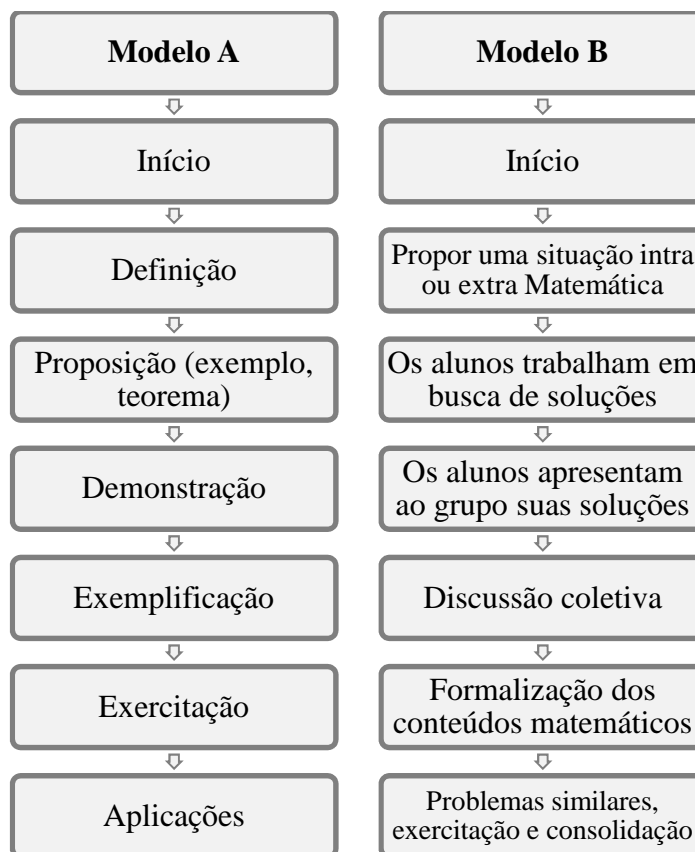 Modelo A
Início
Definição
Proposição (exemplo,
teorema)
Demonstração
Exemplificação
Exercitação
Aplicações
Modelo B
Início
Propor uma situação intra
ou extra Matemática
Os alunos trabalham em
busca de soluções
Os alunos apresentam
ao grupo suas soluções
Discussão coletiva
Formalização dos
conteúdos matemáticos
Problemas similares,
exercitação e consolidação